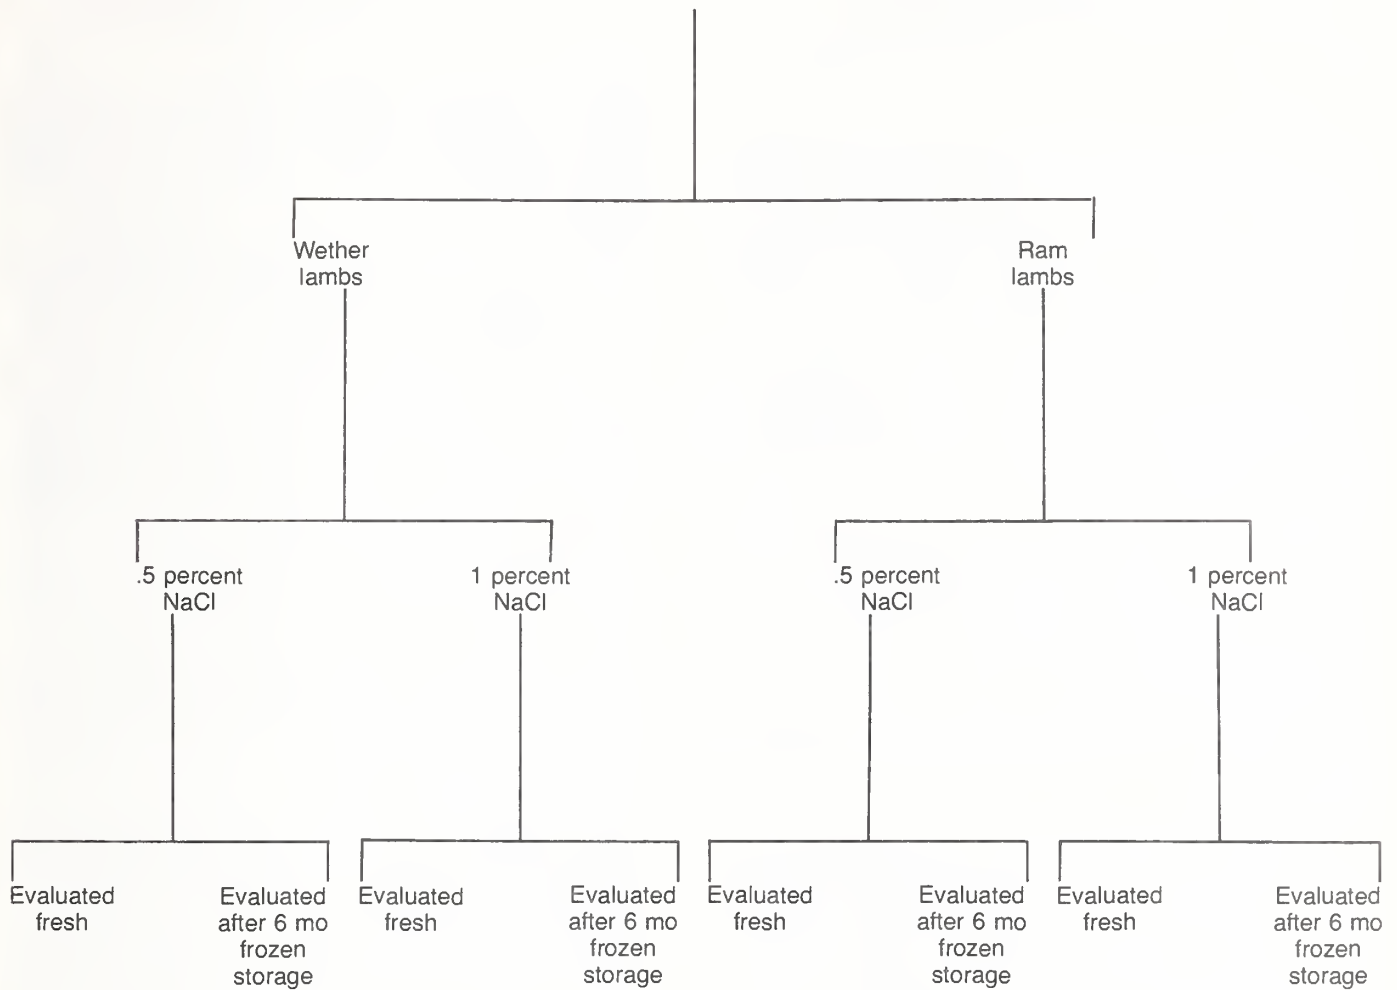 Wether
lambs
Ram
lambs
.5 percent
NaCl
1 percent
NaCl
.5 percent
NaCl
1 percent
NaCl
Evaluated
fresh
Evaluated
after 6 mo
frozen
storage
Evaluated
fresh
Evaluated
after 6 mo
frozen
storage
Evaluated
fresh
Evaluated
after 6 mo
frozen
storage
Evaluated
fresh
Evaluated
after 6 mo
frozen
storage